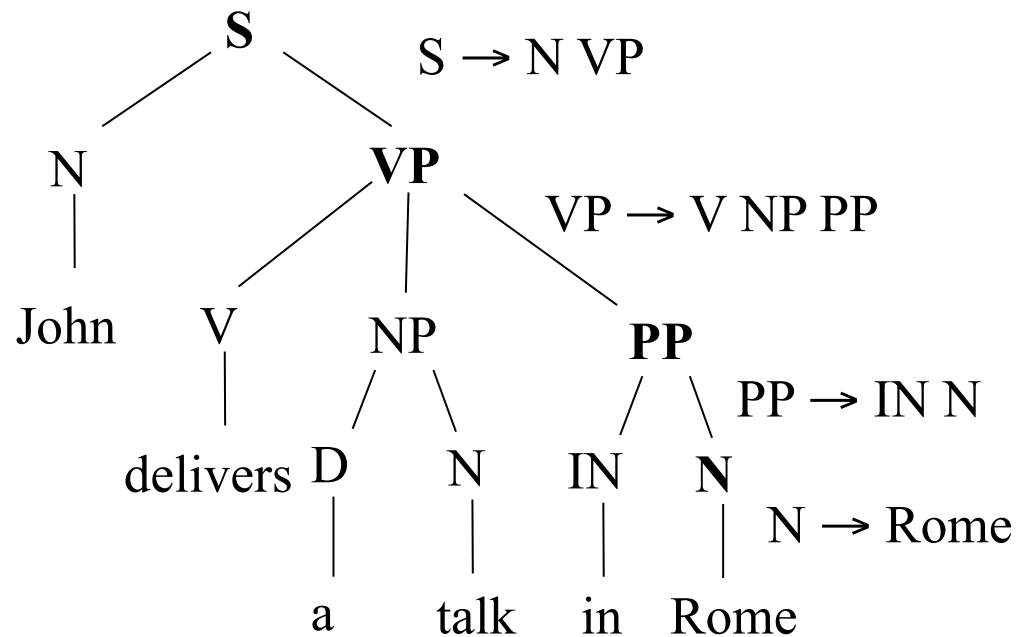 S
S → N VP
N
VP
VP → V NP PP
John
V
NP
PP
PP → IN N
delivers
D
N
IN
N
N → Rome
a
talk
in
Rome